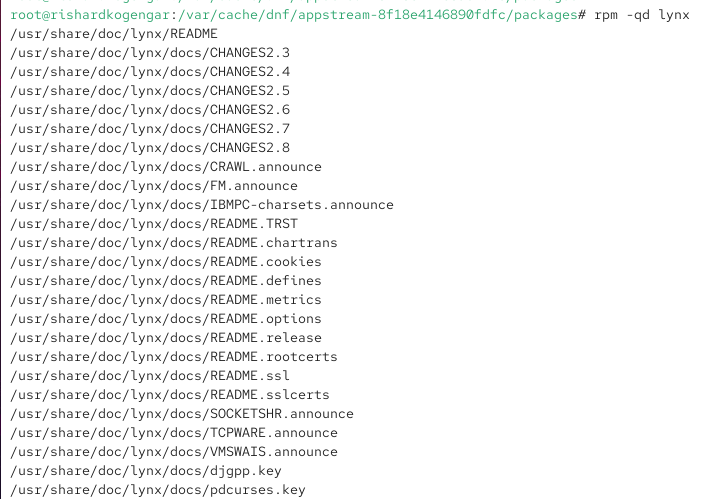 root@rishardkogengar:/var/cache/dnf/appstream-8f18e4146890fdfc/packages# rpm -qd lynx
/usr/share/doc/lynx/README
/usr/share/doc/lynx/docs/CHANGES2.3
/usr/share/doc/lynx/docs/CHANGES2.4
/usr/share/doc/lynx/docs/CHANGES2.5
/usr/share/doc/lynx/docs/CHANGES2.6
/usr/share/doc/lynx/docs/CHANGES2.7
/usr/share/doc/lynx/docs/CHANGES2.8
/usr/share/doc/lynx/docs/CRAWL.announce
/usr/share/doc/lynx/docs/FM.announce
/usr/share/doc/lynx/docs/IBMPC-charsets.announce
/usr/share/doc/lynx/docs/README.TRST
/usr/share/doc/lynx/docs/README.chartrans
/usr/share/doc/lynx/docs/README.cookies
/usr/share/doc/lynx/docs/README.defines
/usr/share/doc/lynx/docs/README.metrics
/usr/share/doc/lynx/docs/README.options
/usr/share/doc/lynx/docs/README.release
/usr/share/doc/lynx/docs/README.rootcerts
/usr/share/doc/lynx/docs/README.ssl
/usr/share/doc/lynx/docs/README.sslcerts
/usr/share/doc/lynx/docs/SOCKETSHR.announce
/usr/share/doc/lynx/docs/TCPWARE.announce
/usr/share/doc/lynx/docs/VMSWAIS.announce
/usr/share/doc/lynx/docs/djgpp.key
/usr/share/doc/lynx/docs/pdcurses.key